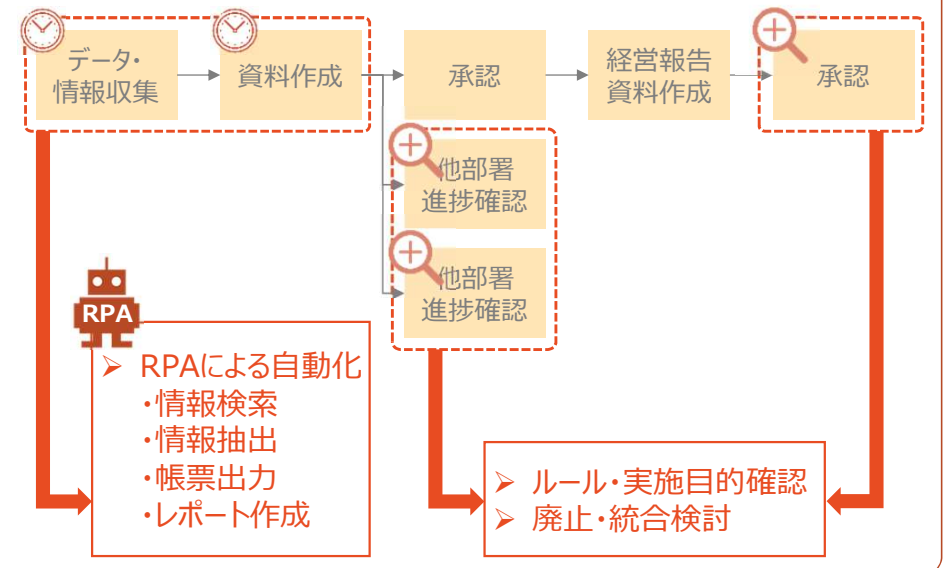 データ・
情報収集
資料作成
承認
経営報告
資料作成
承認
他部署
進捗確認
他部署
進捗確認
RPA
➢ RPAによる自動化
・情報検索
・情報抽出
・帳票出力
・レポート作成
➢ ルール・実施目的確認
➢ 廃止・統合検討